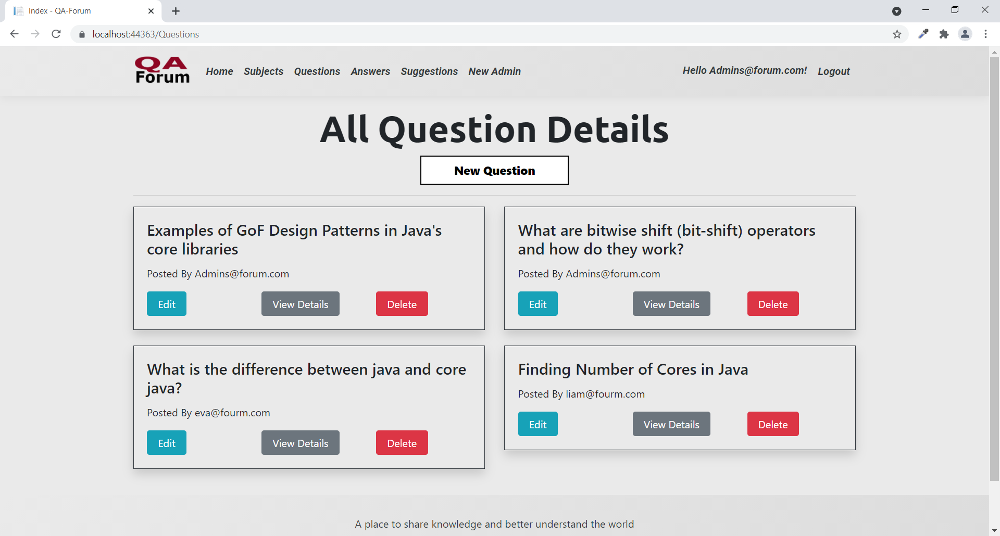 Index - QA-Forum
localhost:44363/Questions
QA
Forum
Home Subjects Questions Answers Suggestions New Admin
Hello Admins@forum.com! Logout
All Question Details
New Question
Examples of GoF Design Patterns in Java's
core libraries
Posted By Admins@forum.com
Edit View Details Delete
What are bitwise shift (bit-shift) operators
and how do they work?
Posted By Admins@forum.com
Edit View Details Delete
What is the difference between java and core
java?
Posted By eva@fourm.com
Edit View Details Delete
Finding Number of Cores in Java
Posted By liam@fourm.com
Edit View Details Delete
A place to share knowledge and better understand the world